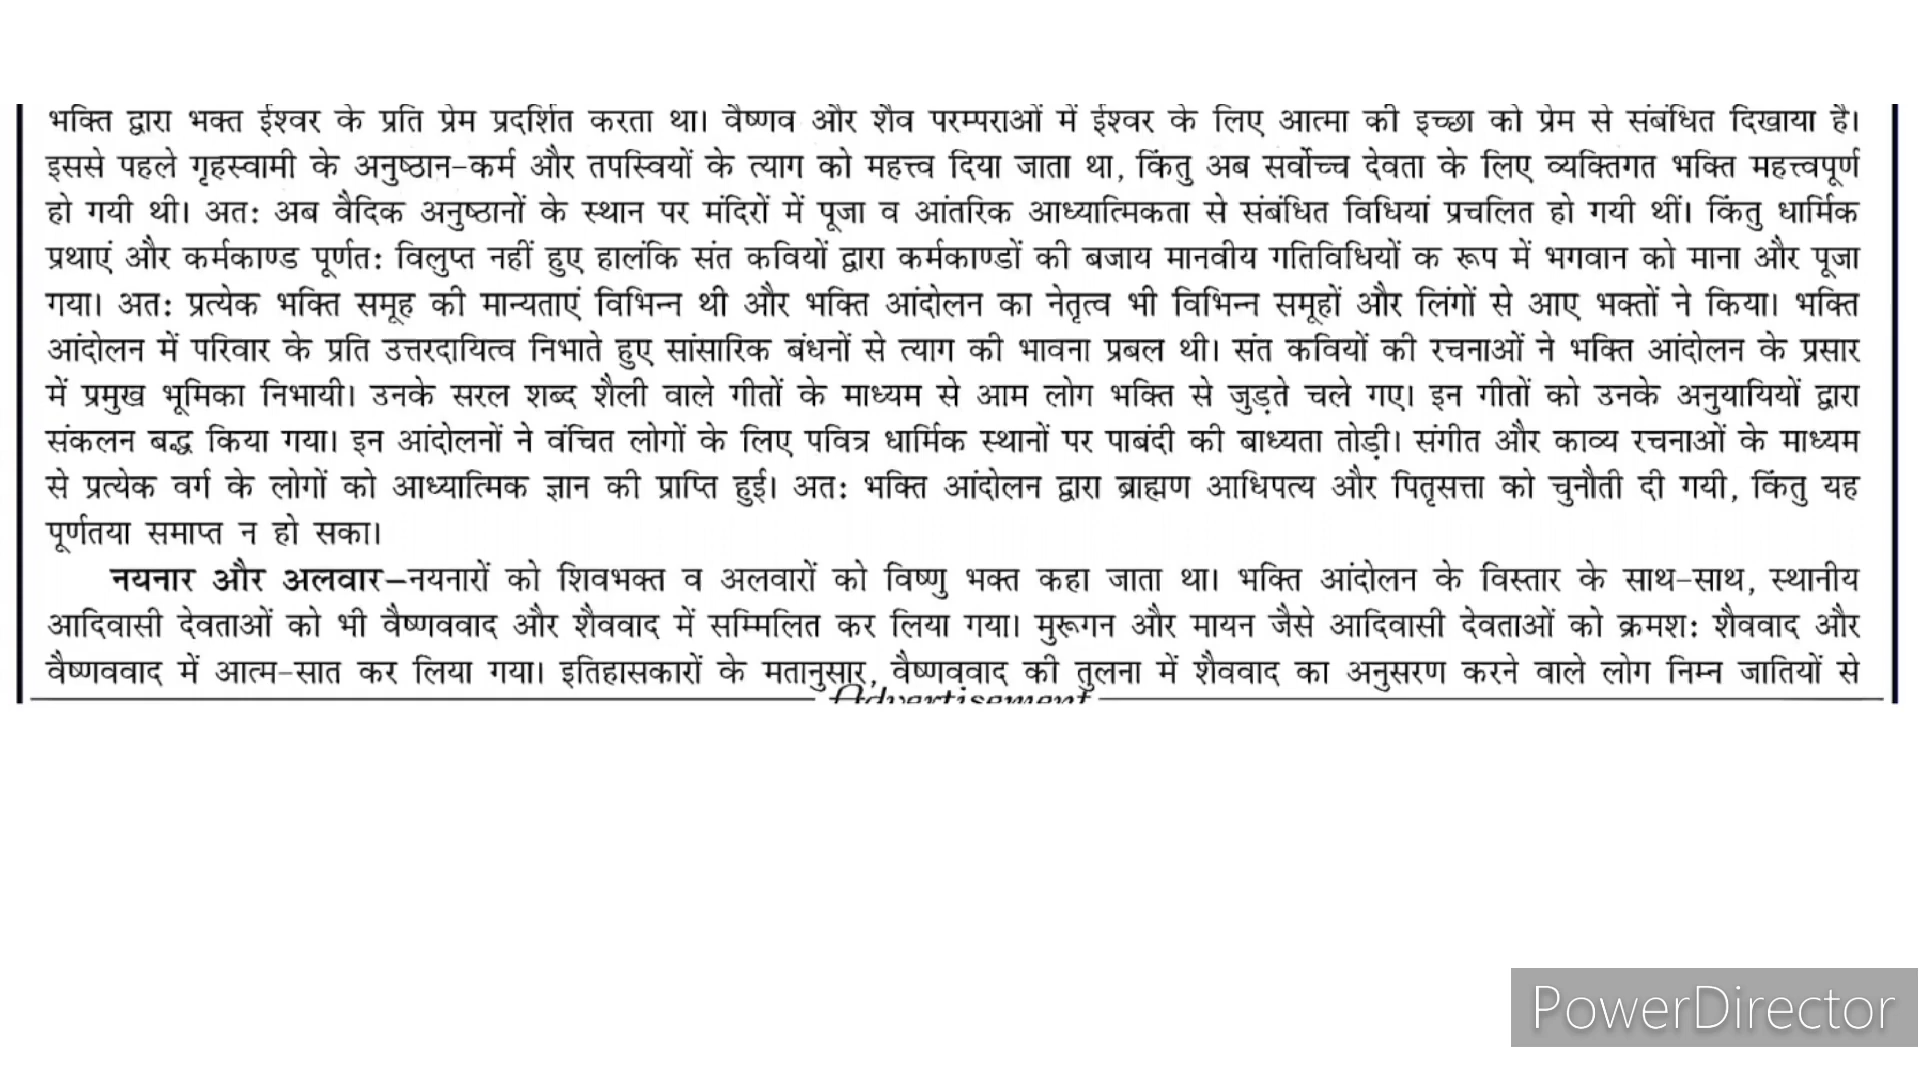 भक्ति द्वारा भक्त ईश्वर के प्रति प्रेम प्रदर्शित करता था। वैष्णव और शैव परम्पराओं में ईश्वर के लिए आत्मा की इच्छा को प्रेम से संबंधित दिखाया है।
इससे पहले गृहस्वामी के अनुष्ठान-कर्म और तपस्वियों के त्याग को महत्त्व दिया जाता था, किंतु अब सर्वोच्च देवता के लिए व्यक्तिगत भक्ति महत्त्वपूर्ण
हो गयी थी। अतः अब वैदिक अनुष्ठानों के स्थान पर मंदिरों में पूजा व आंतरिक आध्यात्मिकता से संबंधित विधियां प्रचलित हो गयी थीं। किंतु धार्मिक
प्रथाएं और कर्मकाण्ड पूर्णतः विलुप्त नहीं हुए हालंकि संत कवियों द्वारा कर्मकाण्डों की बजाय मानवीय गतिविधियों क रूप में भगवान को माना और पूजा
गया। अतः प्रत्येक भक्ति समूह की मान्यताएं विभिन्न थी और भक्ति आंदोलन का नेतृत्व भी विभिन्न समूहों और लिंगों से आए भक्तों ने किया। भक्ति
आंदोलन में परिवार के प्रति उत्तरदायित्व निभाते हुए सांसारिक बंधनों से त्याग की भावना प्रबल थी। संत कवियों की रचनाओं ने भक्ति आंदोलन के प्रसार
में प्रमुख भूमिका निभायी। उनके सरल शब्द शैली वाले गीतों के माध्यम से आम लोग भक्ति से जुड़ते चले गए। इन गीतों को उनके अनुयायियों द्वारा
संकलन बद्ध किया गया। इन आंदोलनों ने वंचित लोगों के लिए पवित्र धार्मिक स्थानों पर पाबंदी की बाध्यता तोड़ी। संगीत और काव्य रचनाओं के माध्यम
से प्रत्येक वर्ग के लोगों को आध्यात्मिक ज्ञान की प्राप्ति हुई। अतः भक्ति आंदोलन द्वारा ब्राह्मण आधिपत्य और पितृसत्ता को चुनौती दी गयी, किंतु यह
पूर्णतया समाप्त न हो सका।
नयनार और अलवार–नयनारों को शिवभक्त व अलवारों को विष्णु भक्त कहा जाता था। भक्ति आंदोलन के विस्तार के साथ-साथ, स्थानीय
आदिवासी देवताओं को भी वैष्णववाद और शैववाद में सम्मिलित कर लिया गया। मुरूगन और मायन जैसे आदिवासी देवताओं को क्रमशः शैववाद और
वैष्णववाद में आत्म-सात कर लिया गया। इतिहासकारों के मतानुसार, वैष्णववाद की तुलना में शैववाद का अनुसरण करने वाले लोग निम्न जातियों से
Advertisement
PowerDirector